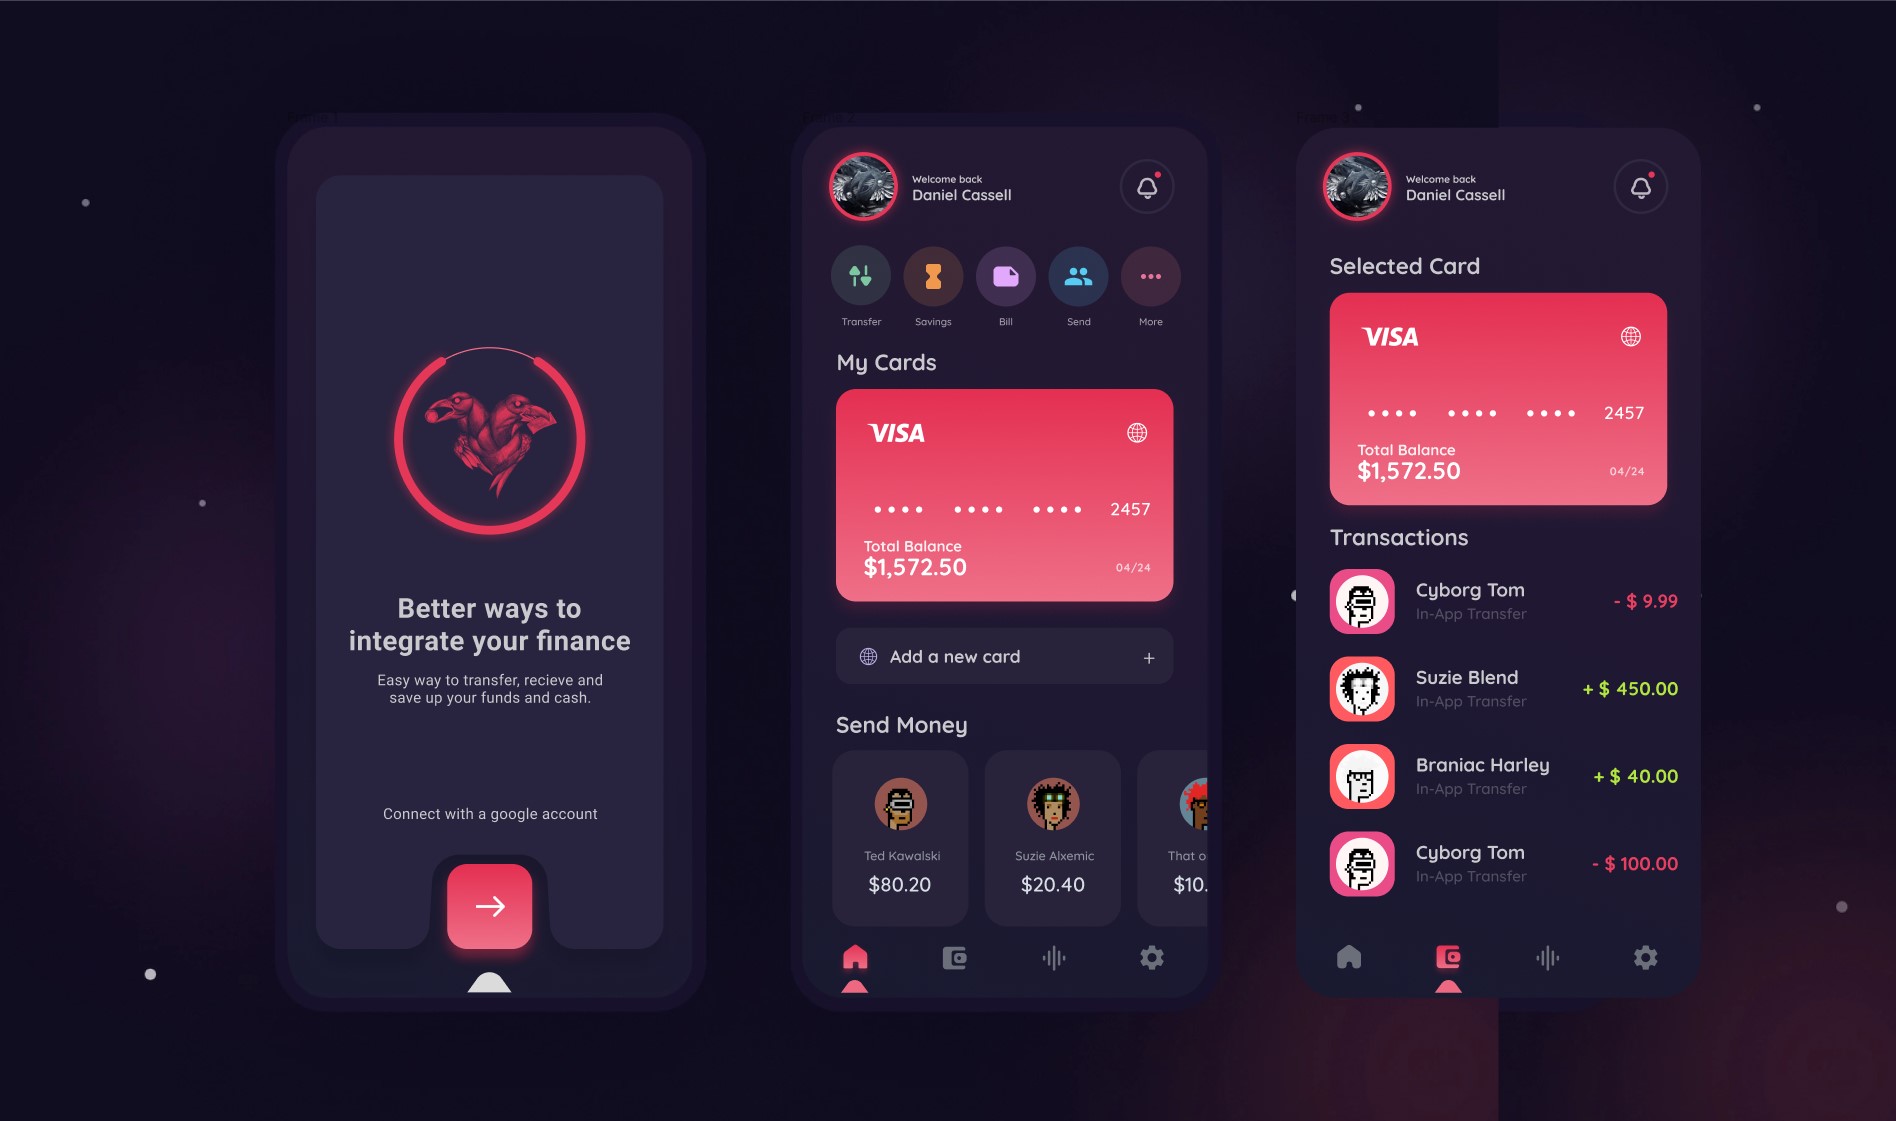 Better ways to
integrate your finance
Easy way to transfer, recieve and
save up your funds and cash.
Connect with a google account
Welcome back
Daniel Cassell
Transfer
Savings
Bill
Send
More
My Cards
VISA
2457
Total Balance
$1,572.50
04/24
Add a new card
+
Send Money
Ted Kawalski
$80.20
Suzie Alxemic
$20.40
That o
$10.
Welcome back
Daniel Cassell
Selected Card
VISA
2457
Total Balance
$1,572.50
04/24
Transactions
Cyborg Tom
In-App Transfer
- $ 9.99
Suzie Blend
In-App Transfer
+ $ 450.00
Braniac Harley
In-App Transfer
+ $ 40.00
Cyborg Tom
In-App Transfer
- $ 100.00